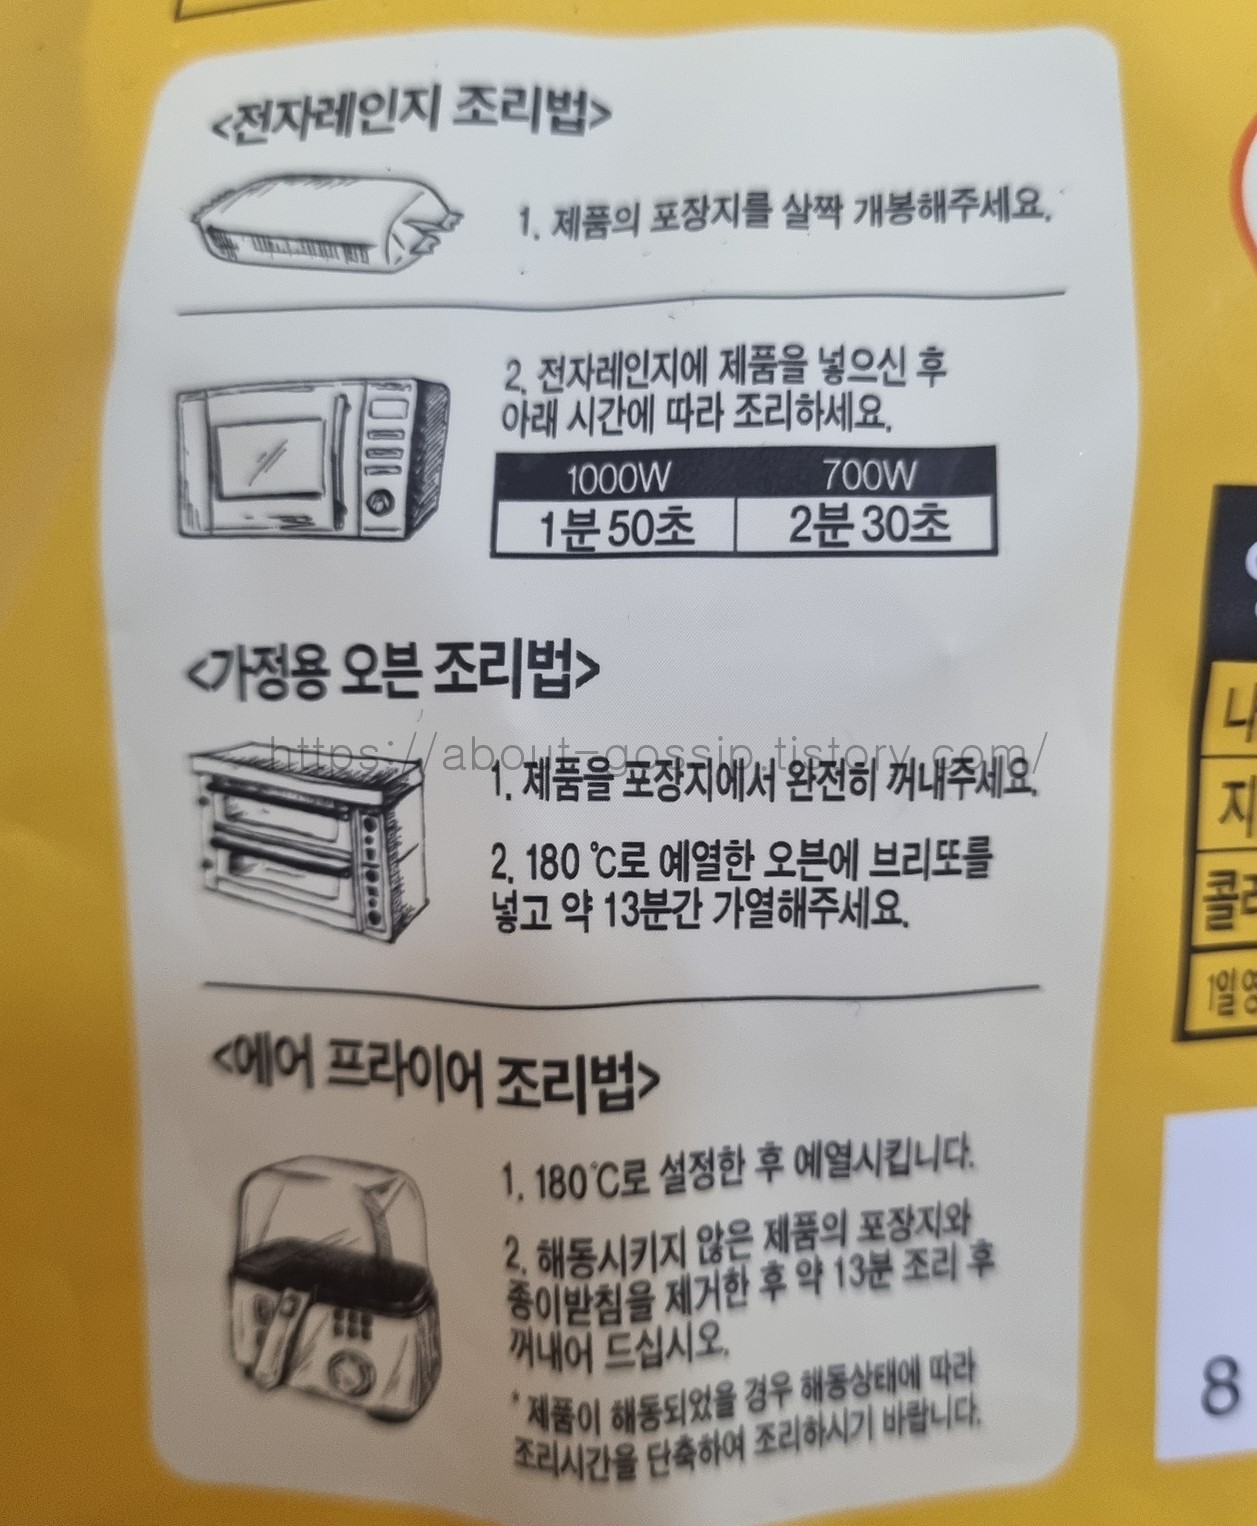 <전자레인지 조리법>
1. 제품의 포장지를 살짝 개봉해주세요.
2. 전자레인지에 제품을 넣으신 후
아래 시간에 따라 조리하세요.
1000W 700W
1분 50초 2분 30초
<가정용 오븐 조리법>
https://about-gossip.tistory.com/
1. 제품을 포장지에서 완전히 꺼내주세요.
2. 180 ℃로 예열한 오븐에 브리또를
넣고 약 13분간 가열해주세요.
<에어 프라이어 조리법>
1. 180℃로 설정한 후 예열시킵니다.
2. 해동시키지 않은 제품의 포장지와
종이받침을 제거한 후 약 13분 조리 후
꺼내어 드십시오.
* 제품이 해동되었을 경우 해동상태에 따라
조리시간을 단축하여 조리하시기 바랍니다.
나
지
콜
1일
8